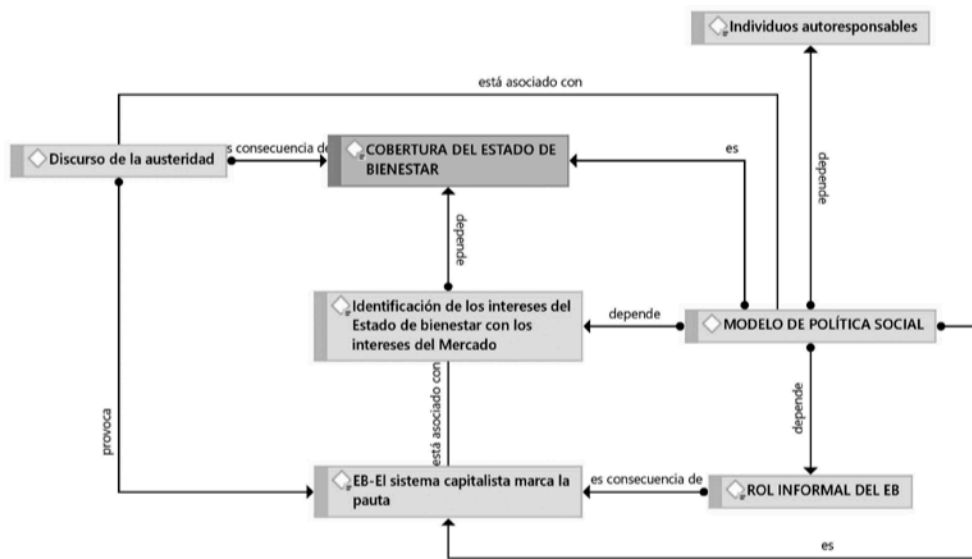 Individuos autoresponsables
está asociado con
Discurso de la austeridad
s consecuencia de
COBERTURA DEL ESTADO DE
BIENESTAR
es
depende
depende
Identificación de los intereses del
Estado de bienestar con los
intereses del Mercado
depende
MODELO DE POLÍTICA SOCIAL
provoca
está asociado con
depende
EB-El sistema capitalista marca la
pauta
es consecuencia de
ROL INFORMAL DEL EB
es